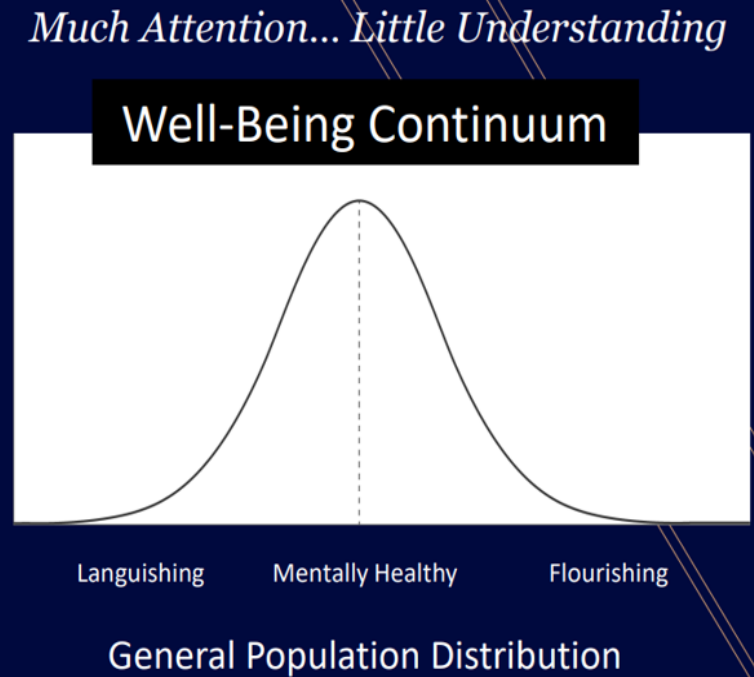 Much Attention... Little Understanding
Well-Being Continuum
Languishing Mentally Healthy Flourishing
General Population Distribution